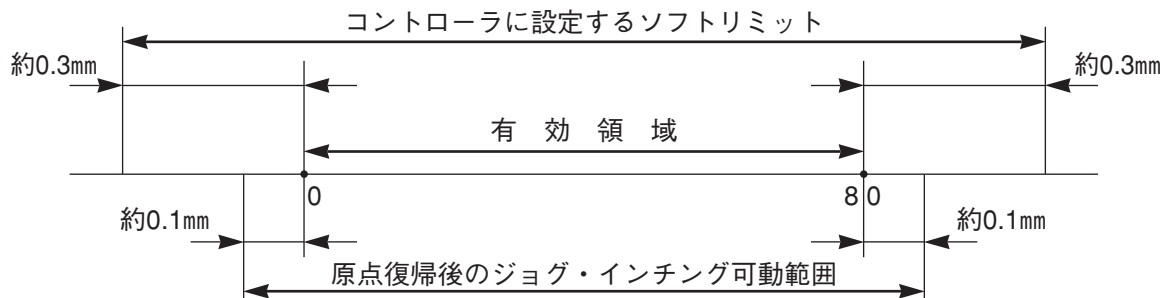 コントローラに設定するソフトリミット
約0.3㎜ 約0.3㎜
有効領域
0 80
約0.1㎜ 約0.1㎜
原点復帰後のジョグ・インチング可動範囲